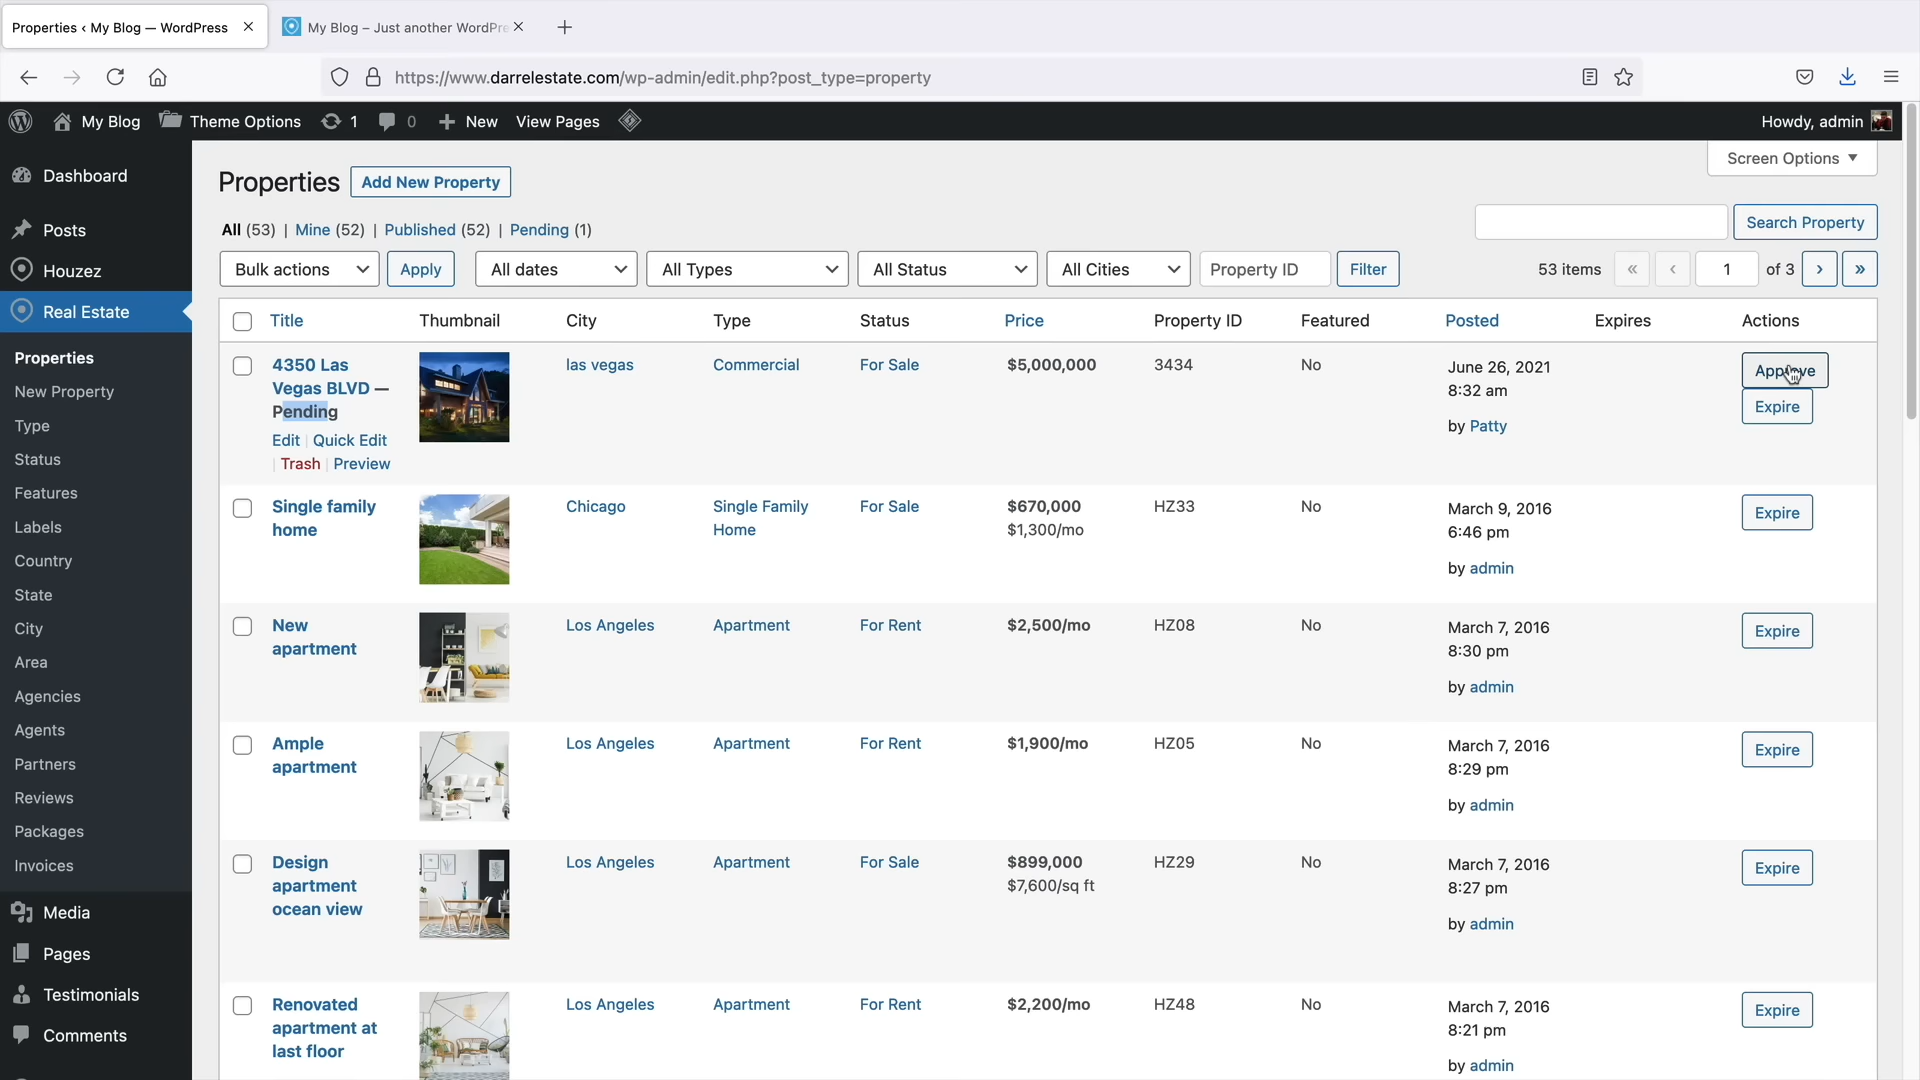 Properties ‹ My Blog — WordPress
My Blog – Just another WordPre
https://www.darrelestate.com/wp-admin/edit.php?post_type=property
My Blog Theme Options 1 0 New View Pages Howdy, admin
Screen Options
Dashboard
Posts
Houzez
Real Estate
Properties
New Property
Type
Status
Features
Labels
Country
State
City
Area
Agencies
Agents
Partners
Reviews
Packages
Invoices
Media
Pages
Testimonials
Comments
Properties Add New Property
All (53) | Mine (52) | Published (52) | Pending (1)
Search Property
Bulk actions Apply All dates All Types All Status All Cities Property ID Filter 53 items « ‹ 1 of 3 › »
Title Thumbnail City Type Status Price Property ID Featured Posted Expires Actions
4350 Las
Vegas BLVD —
Pending
Edit | Quick Edit
| Trash | Preview
las vegas
Commercial
For Sale
$5,000,000
3434
No
June 26, 2021
8:32 am
by Patty
Approve
Expire
Single family
home
Chicago
Single Family
Home
For Sale
$670,000
$1,300/mo
HZ33
No
March 9, 2016
6:46 pm
by admin
Expire
New
apartment
Los Angeles
Apartment
For Rent
$2,500/mo
HZ08
No
March 7, 2016
8:30 pm
by admin
Expire
Ample
apartment
Los Angeles
Apartment
For Rent
$1,900/mo
HZ05
No
March 7, 2016
8:29 pm
by admin
Expire
Design
apartment
ocean view
Los Angeles
Apartment
For Sale
$899,000
$7,600/sq ft
HZ29
No
March 7, 2016
8:27 pm
by admin
Expire
Renovated
apartment at
last floor
Los Angeles
Apartment
For Rent
$2,200/mo
HZ48
No
March 7, 2016
8:21 pm
by admin
Expire